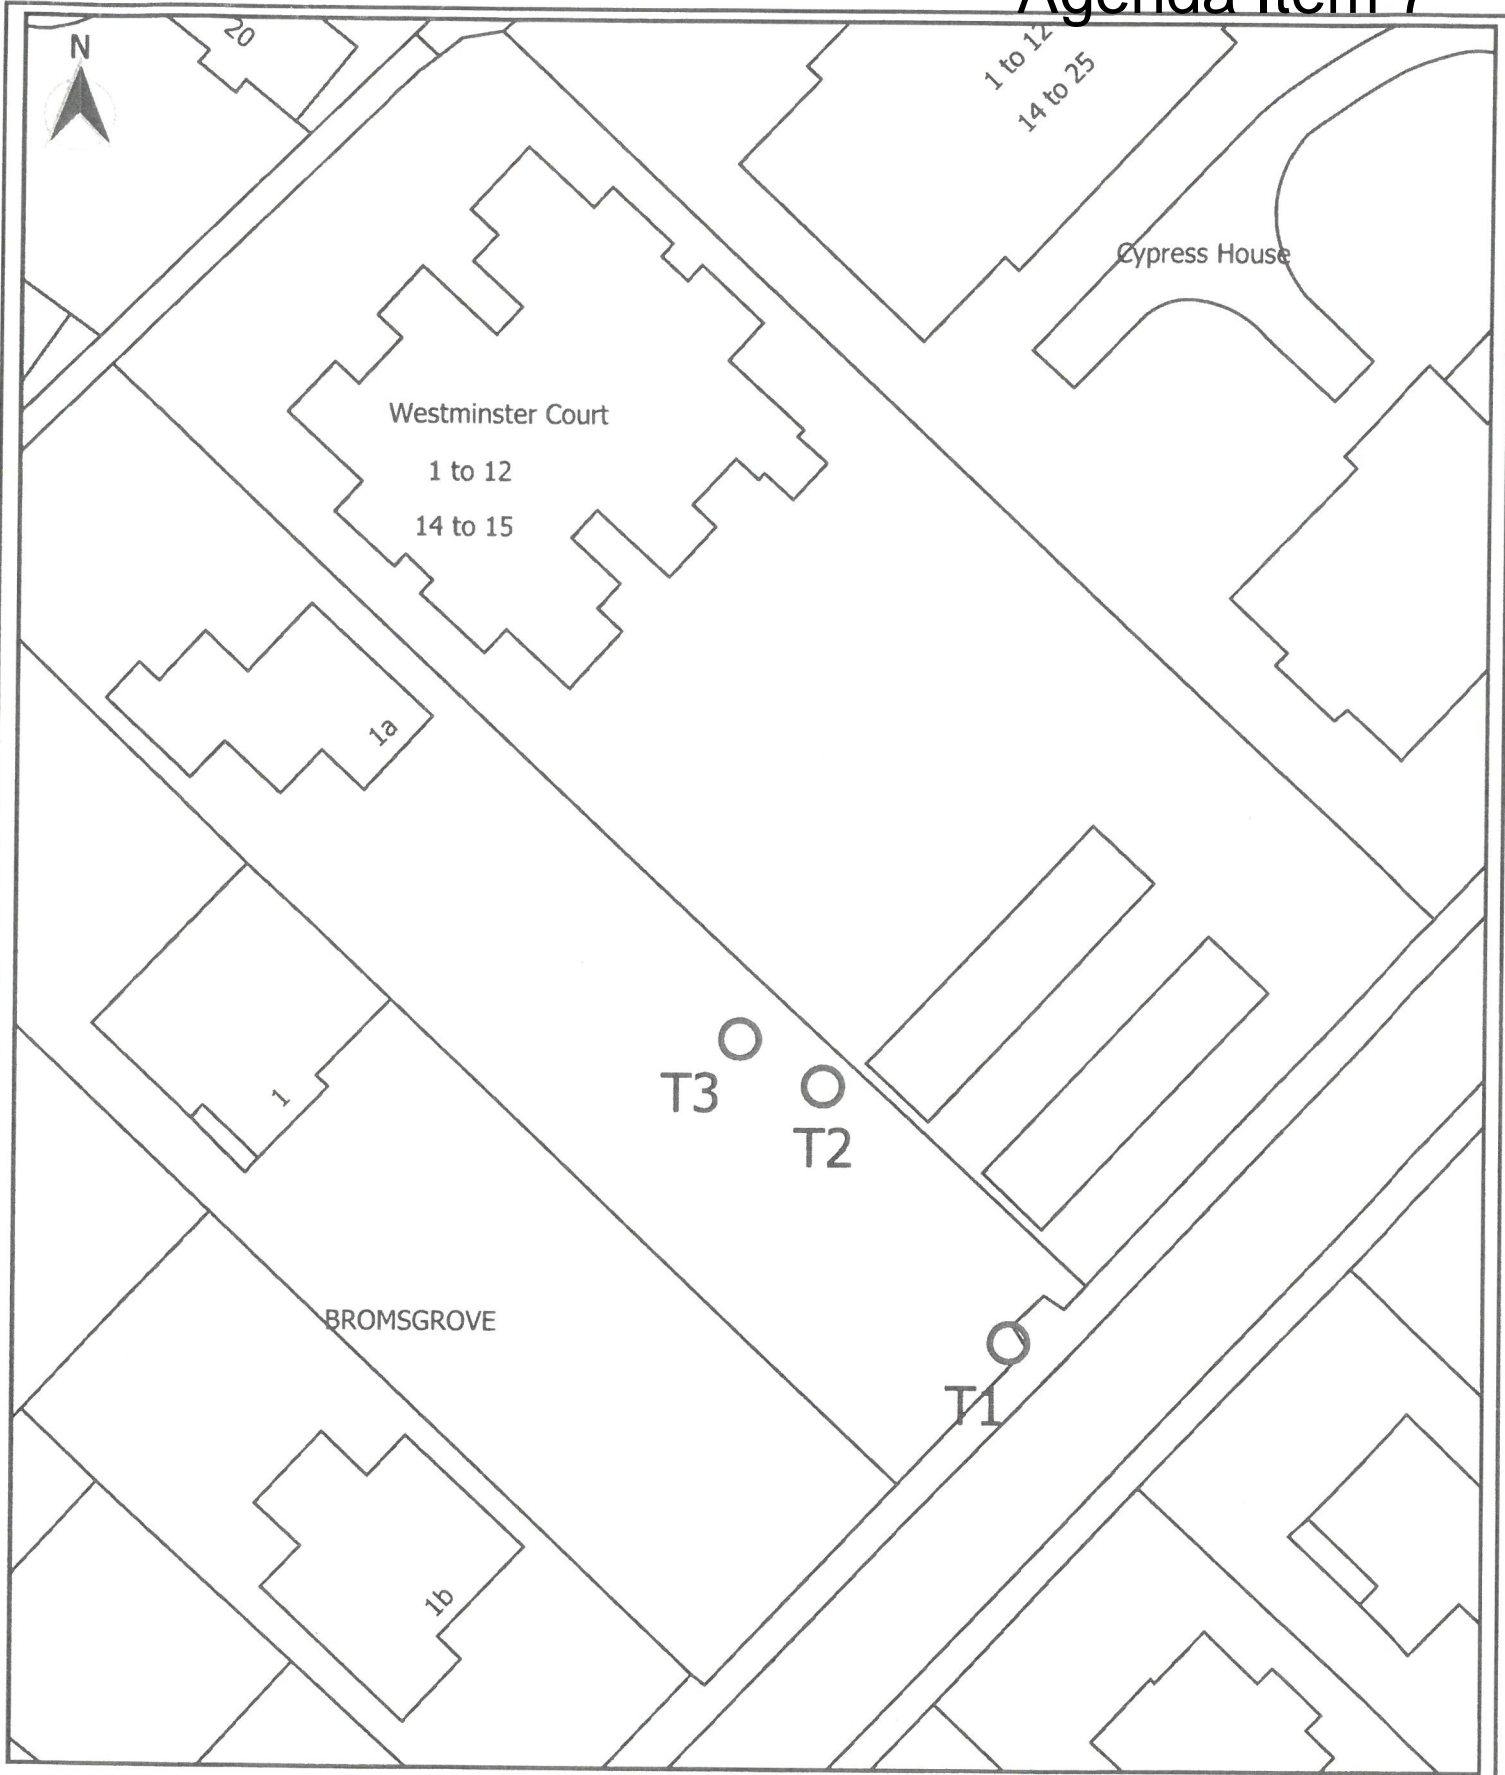 Agenda Item 7
N
20
1 to 12
14 to 25
Cypress House
Westminster Court
1 to 12
14 to 15
1a
T3
T2
1
BROMSGROVE
T1
1b